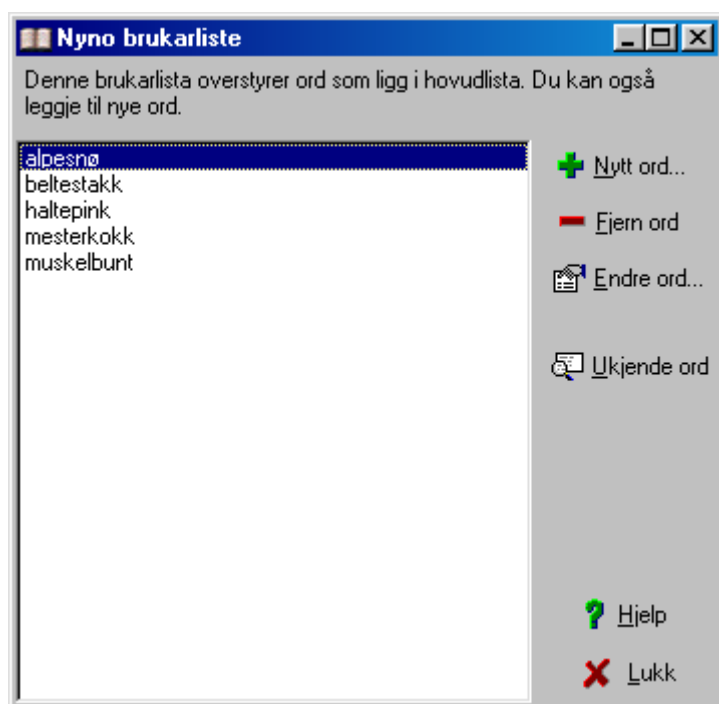 Nyno brukarliste
Denne brukarlista overstyrer ord som ligg i hovudlista. Du kan også
leggje til nye ord.
alpesnø
beltestakk
haltepink
mesterkokk
muskelbunt
Nytt ord...
Fjern ord
Endre ord...
Ukjende ord
Hjelp
Lukk